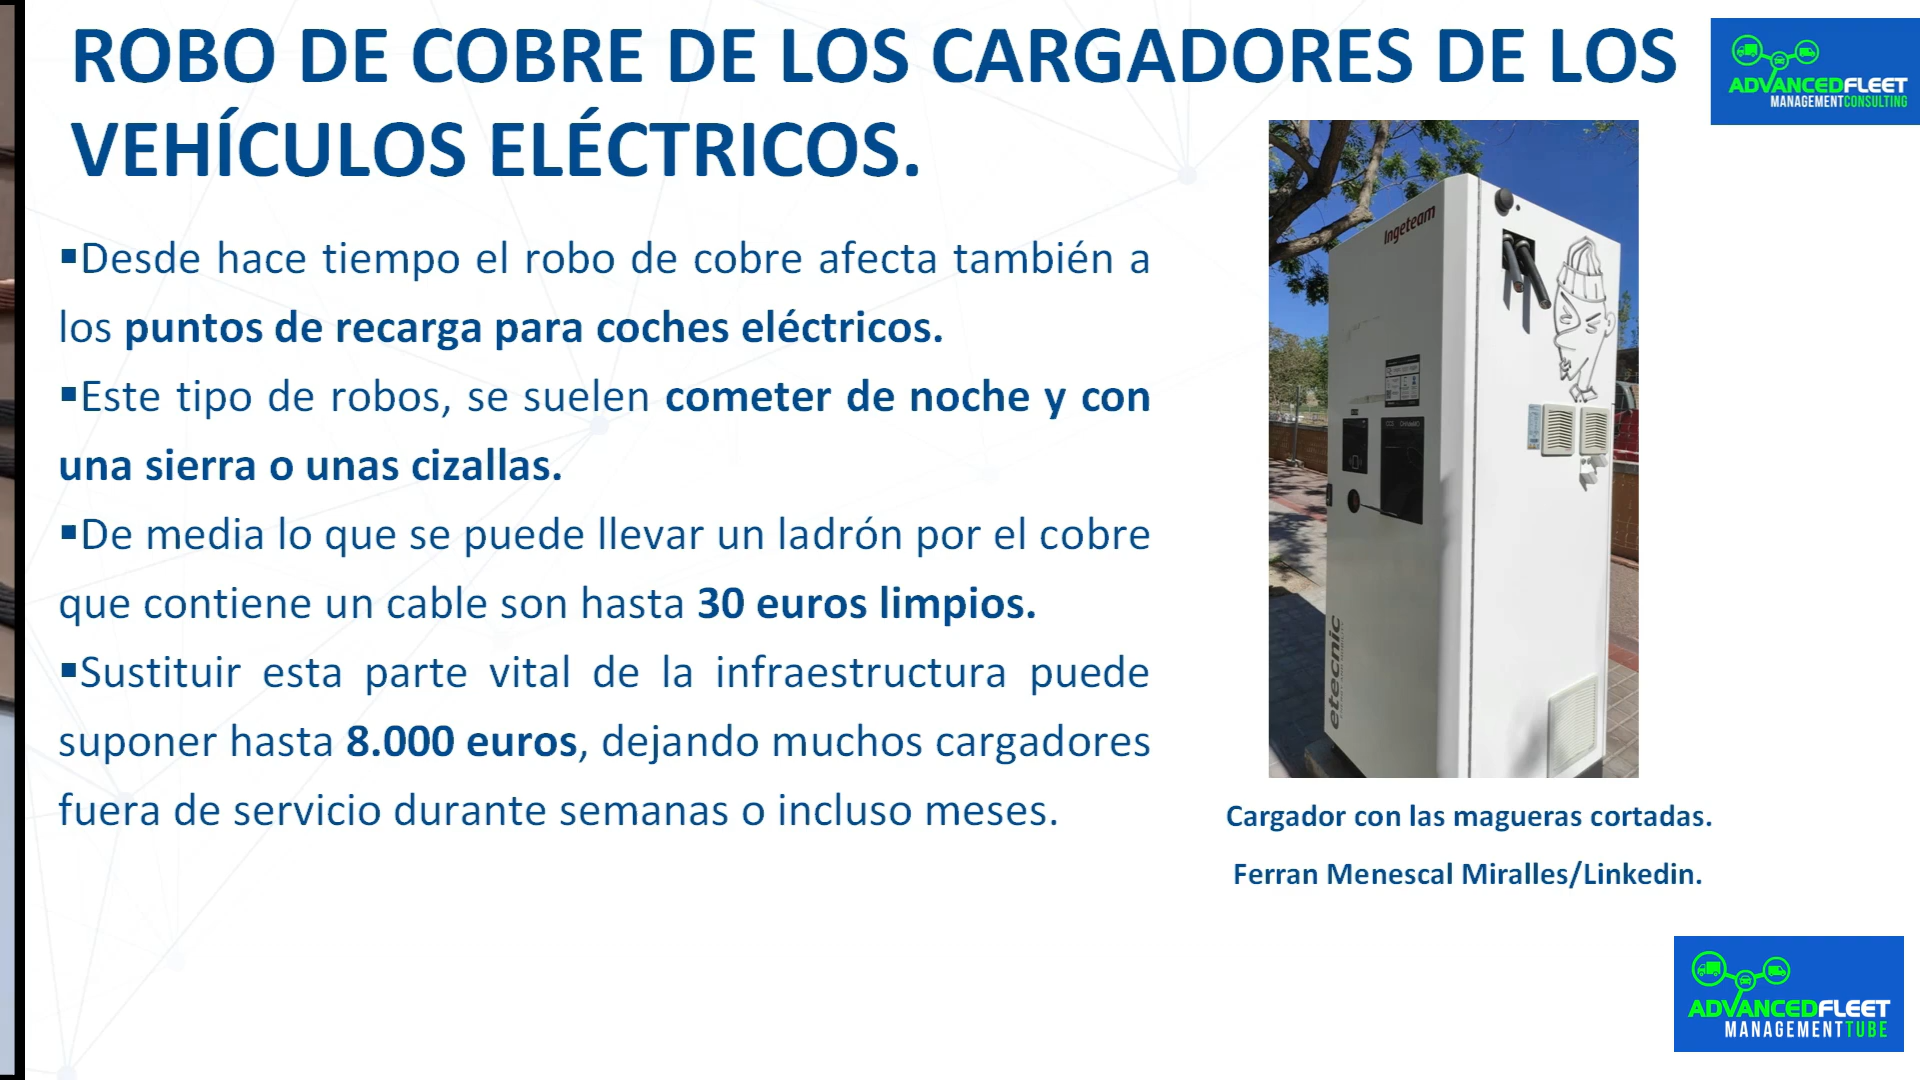 ROBO DE COBRE DE LOS CARGADORES DE LOS
VEHÍCULOS ELÉCTRICOS.
ADVANCEDFLEET
MANAGEMENTCONSULTING
▪Desde hace tiempo el robo de cobre afecta también a
los puntos de recarga para coches eléctricos.
▪Este tipo de robos, se suelen cometer de noche y con
una sierra o unas cizallas.
▪De media lo que se puede llevar un ladrón por el cobre
que contiene un cable son hasta 30 euros limpios.
▪Sustituir esta parte vital de la infraestructura puede
suponer hasta 8.000 euros, dejando muchos cargadores
fuera de servicio durante semanas o incluso meses.
Ingeteam
etecnic
Cargador con las magueras cortadas.
Ferran Menescal Miralles/Linkedin.
ADVANCEDFLEET
MANAGEMENTTUBE